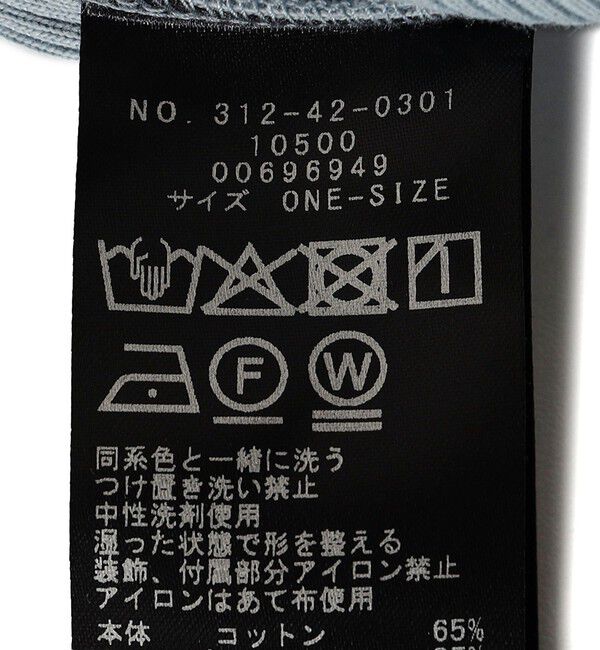 NO. 312-42-0301
10500
00696949
サイズ ONE-SIZE
F W
同系色と一緒に洗う
つけ置き洗い禁止
中性洗剤使用
湿った状態で形を整える
装飾、付属部分アイロン禁止
アイロンはあて布使用
本体 コットン 65%